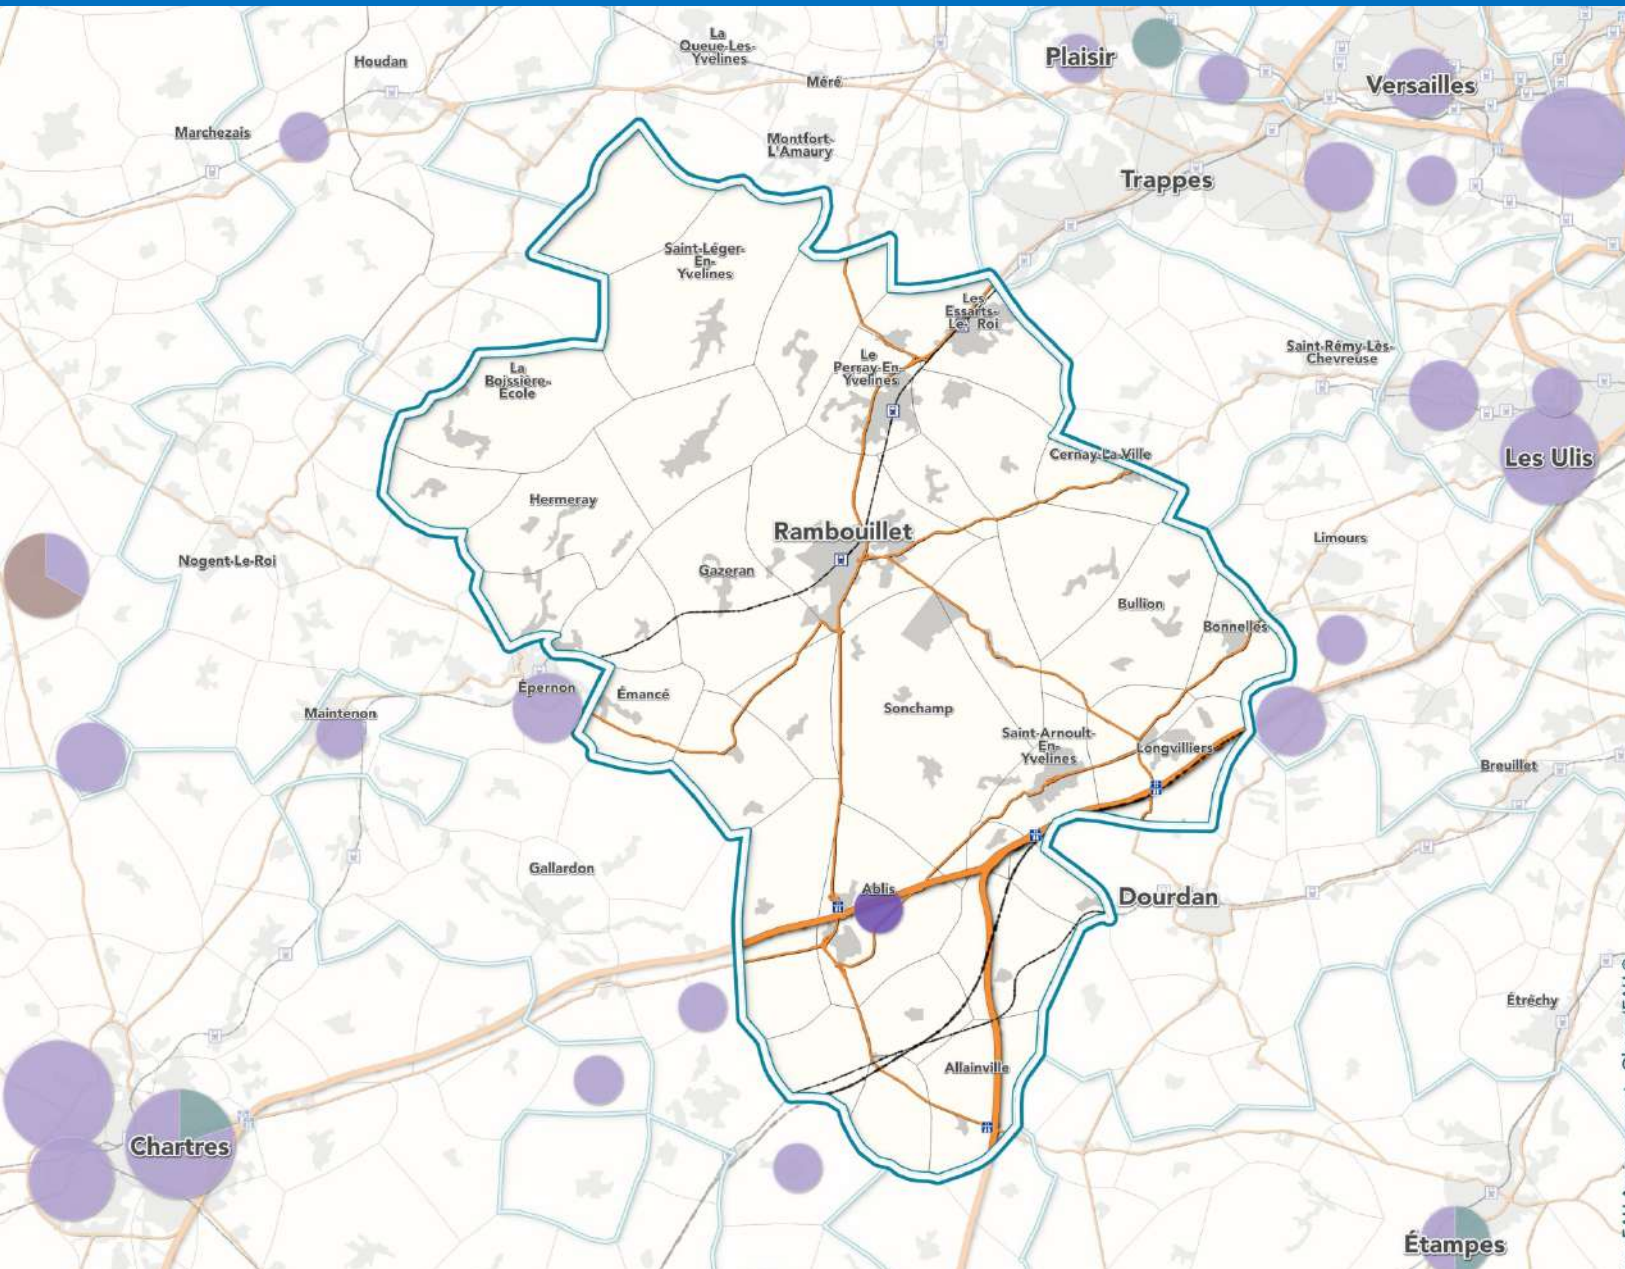 La
Queue-Les-
Yvelines
Houdan
Plaisir
Méré
Versailles
Marchezais
Montfort-
L'Amaury
Trappes
Saint-Léger-
En-
Yvelines
Les
Essarts-
Le- Roi
Saint-Rémy-Lès-
Chevreuse
Le
Perray-En-
Yvelines
La
Boissière-
École
Cernay-La-Ville
Les Ulis
Hermeray
Rambouillet
Limours
Nogent-Le-Roi
Gazeran
Bullion
Bonnelles
Épernon
Émancé
Maintenon
Sonchamp
Saint-Arnoult-
En-
Yvelines
Longvilliers
Breuillet
Gallardon
Ablis
Dourdan
Étréchy
Allainville
Chartres
Étampes